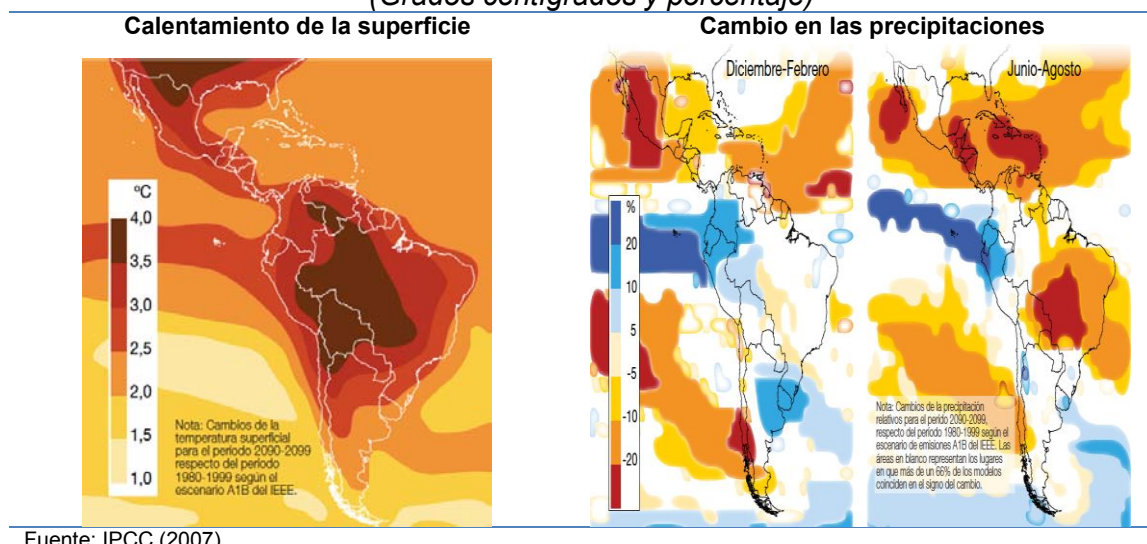 (Grados centígrados y porcentaje)
Calentamiento de la superficie
Cambio en las precipitaciones
°C
4,0
3,5
3,0
2,5
2,0
1,5
1,0
Nota: Cambios de la
temperatura superficial
para el período 2090-2099
respecto del período
1980-1999 según el
escenario A1B del IEEE.
Diciembre-Febrero
%
20
10
5
-5
-10
-20
Junio-Agosto
Nota: Cambios de la precipitación
relativos para el perído 2090-2099,
respecto del periodo 1980-1999 según el
escenario de emisiones A1B del IEEE. Las
áreas en blanco representan los lugares
en que más de un 66% de los modelos
coinciden en el signo del cambio.
Fuente: IPCC (2007)